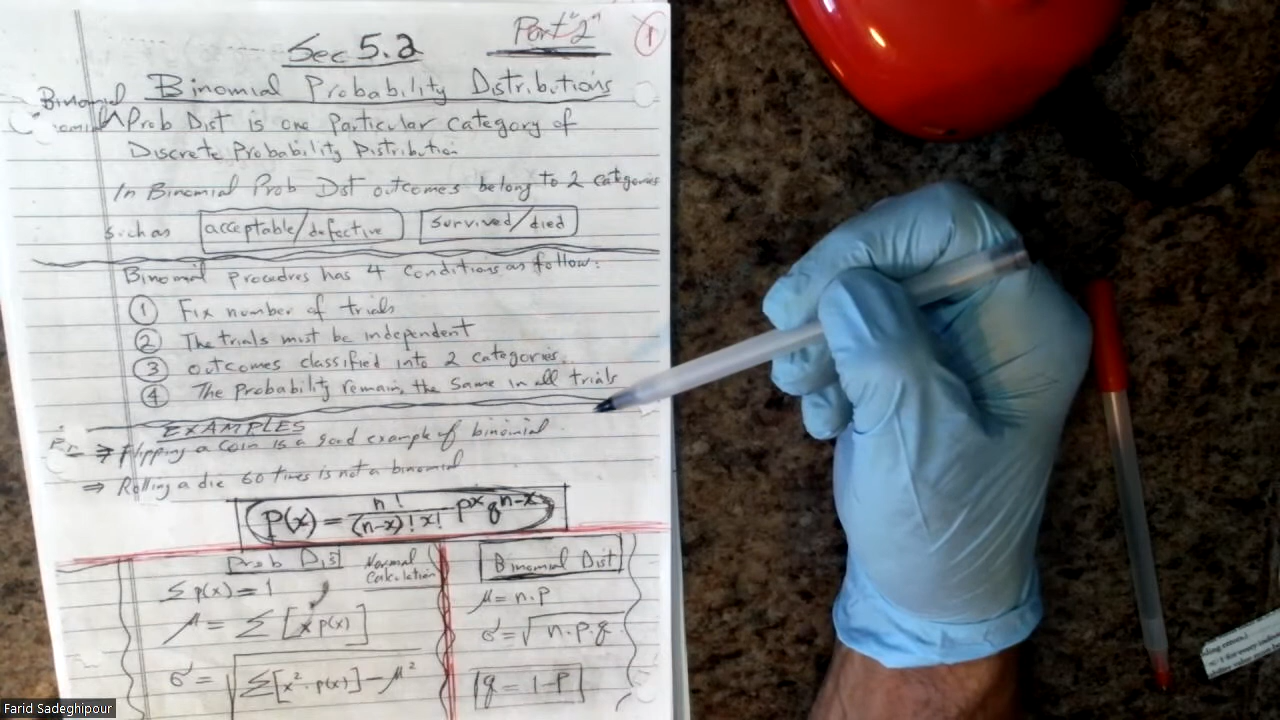 Sec 5.2
Part "2"
1
Binomial Probability Distributions
Binomial
Prob Dist is one Particular Category of
Discrete Probability Distribution
In Binomial Prob Dist outcomes belong to 2 categories
such as acceptable/defective survived/died
Binomial procedures has 4 Conditions as follow:
① Fix number of trials
② The trials must be independent
③ outcomes classified into 2 categories.
④ The Probability remains the same in all trials
EXAMPLES
⇒ Flipping a Coin is a good example of binomial
⇒ Rolling a die 60 times is not a binomial
P(x) = n! / (n-x)! x! P^x q^n-x
Prob Dist
Normal
Calculation
Σ p(x) = 1
μ = Σ [x p(x)]
σ = √Σ[x² · p(x)] - μ²
Binomial Dist
μ = n.p
σ = √n.p.q
q = 1-P
Farid Sadeghipour